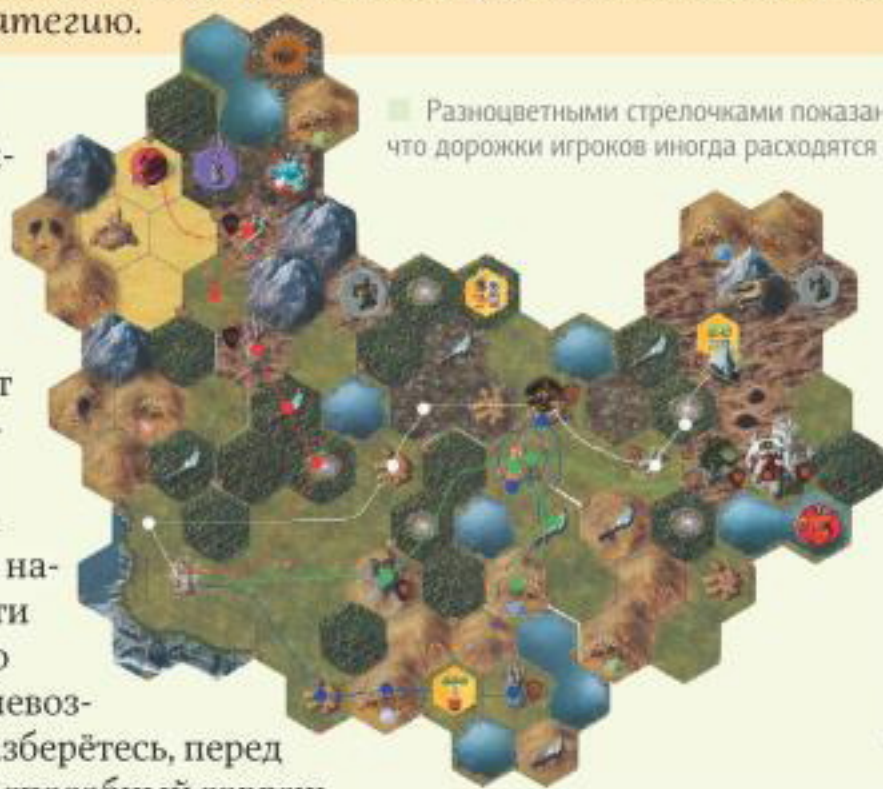 атегию.
Разноцветными стрелочками показан
что дорожки игроков иногда расходятся
т
на-
ти
о
невоз-
зберётесь, перед